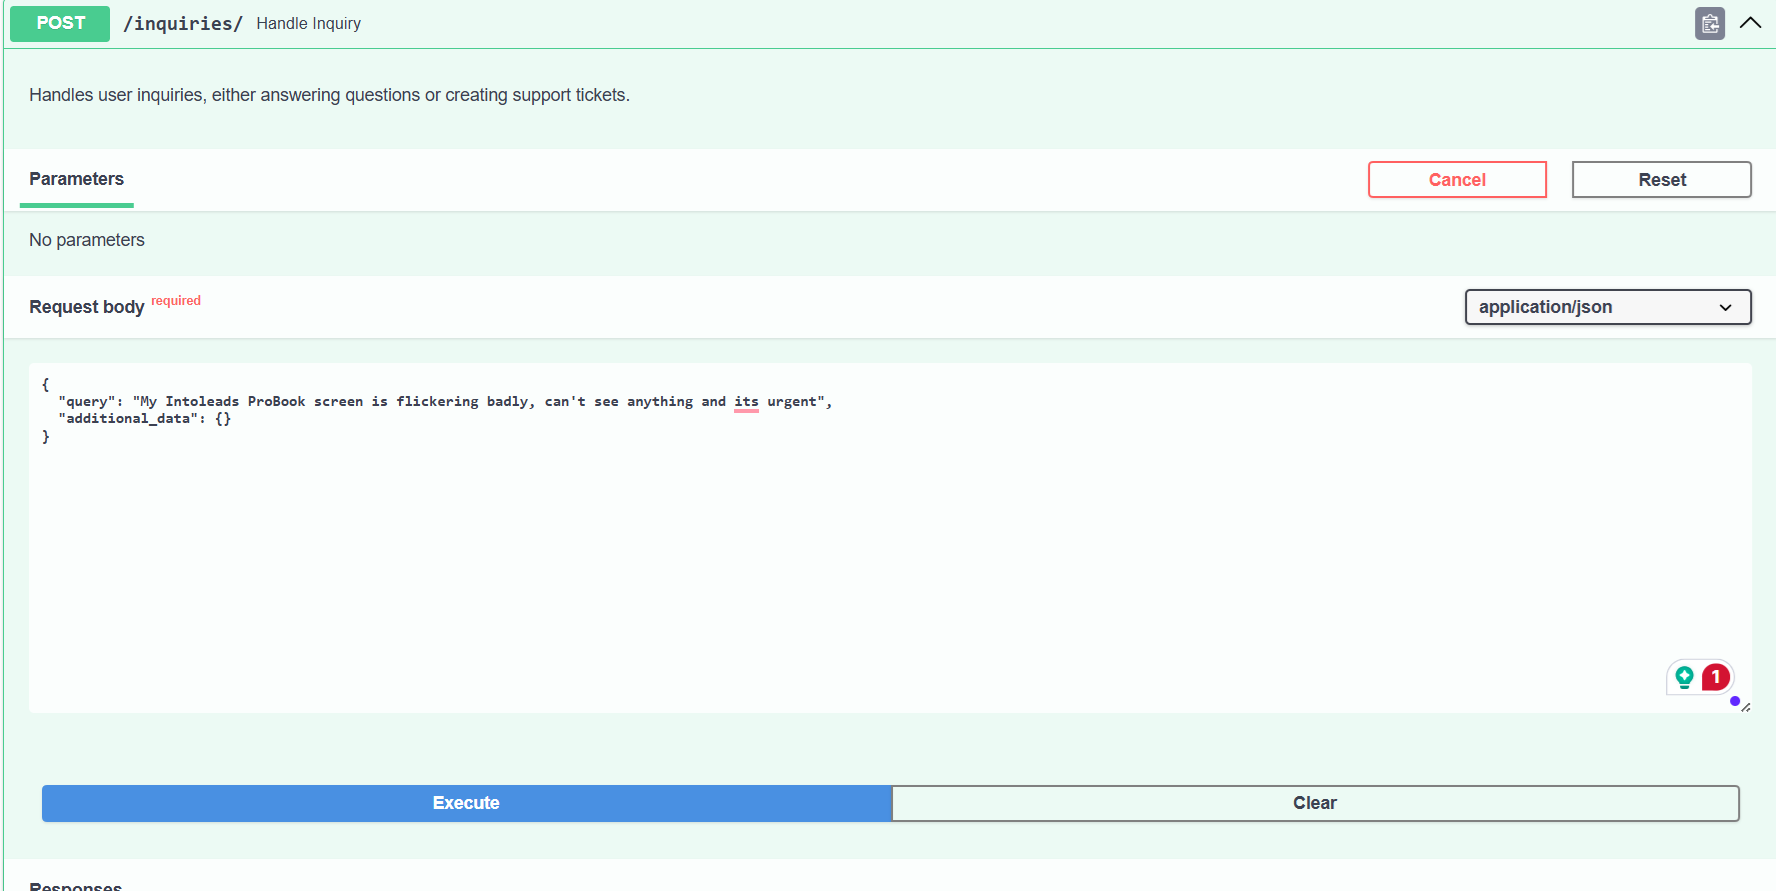 POST /inquiries/ Handle Inquiry
Handles user inquiries, either answering questions or creating support tickets.
Parameters
Cancel
Reset
No parameters
Request body required
application/json
{
  "query": "My Intoleads ProBook screen is flickering badly, can't see anything and its urgent",
  "additional_data": {}
}
1
Execute
Clear
Responses